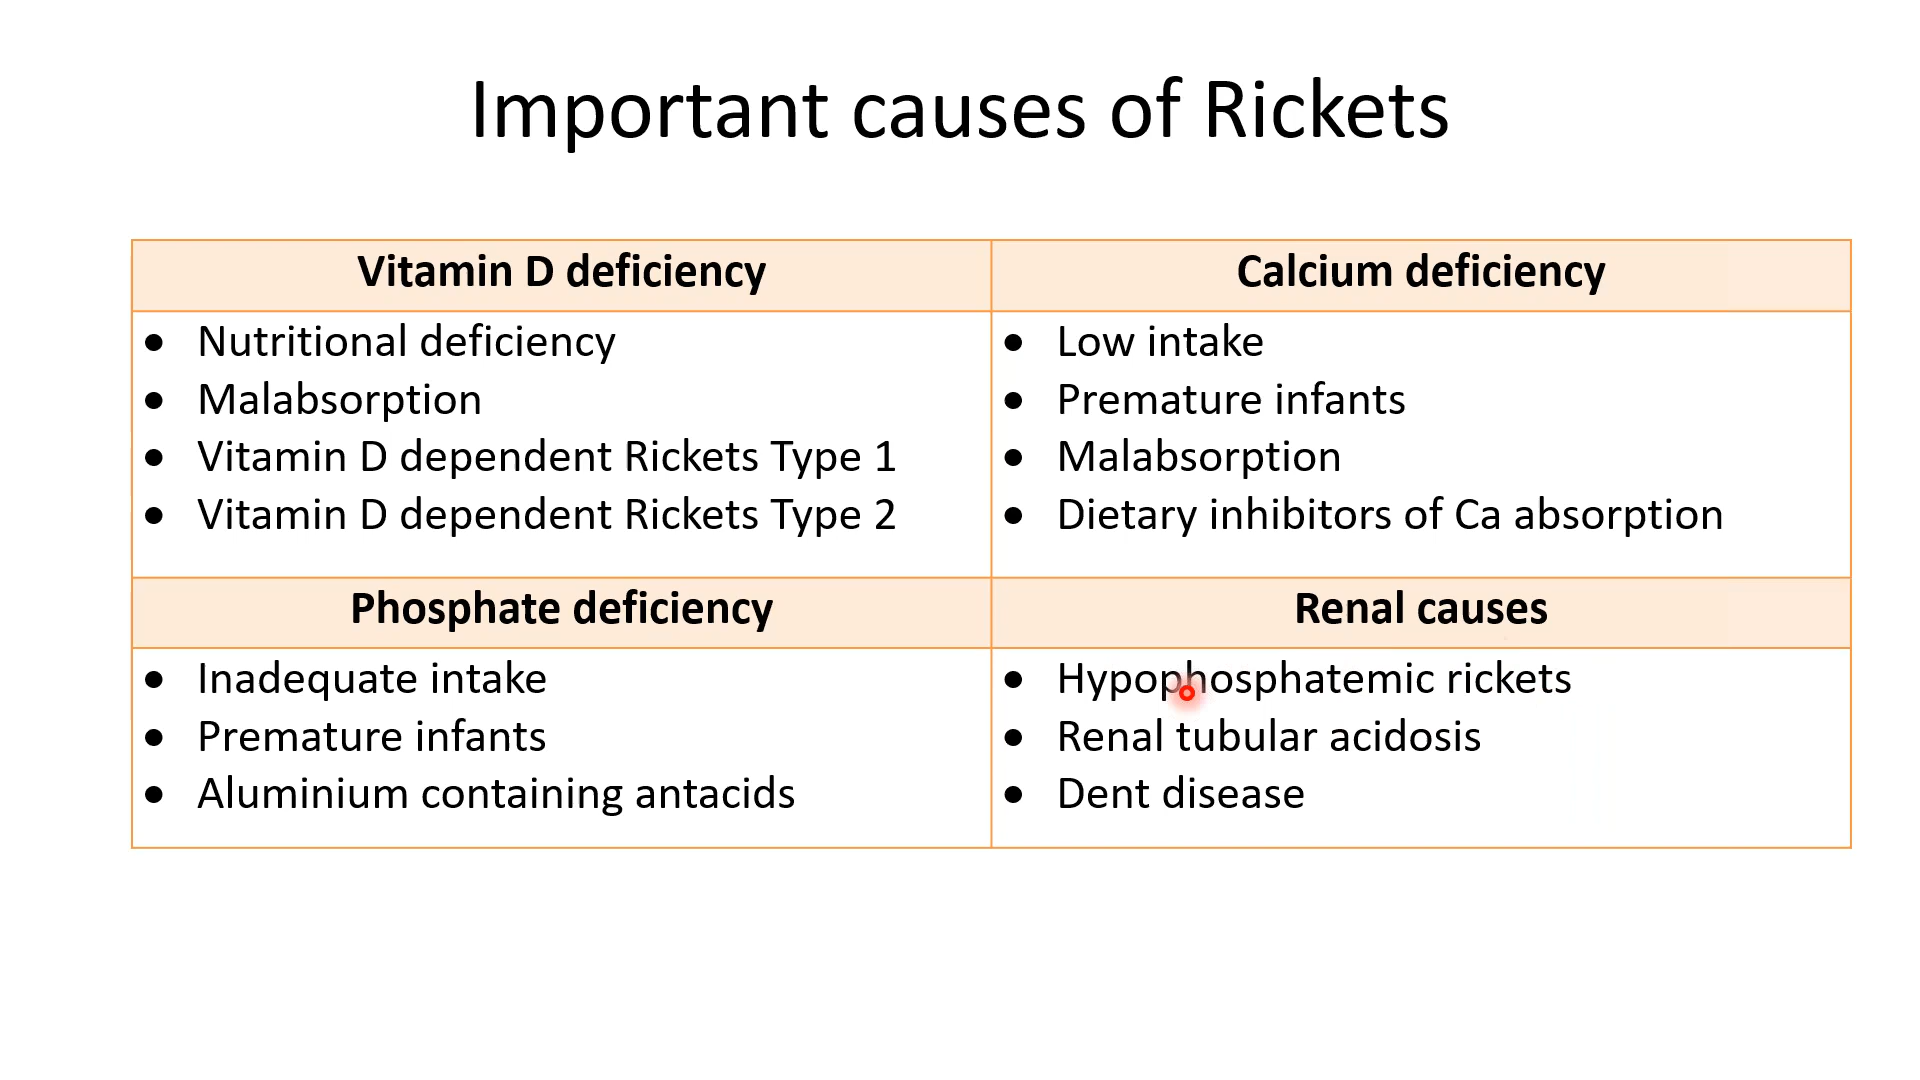 Important causes of Rickets
Vitamin D deficiency
• Nutritional deficiency
• Malabsorption
• Vitamin D dependent Rickets Type 1
• Vitamin D dependent Rickets Type 2
Calcium deficiency
• Low intake
• Premature infants
• Malabsorption
• Dietary inhibitors of Ca absorption
Phosphate deficiency
• Inadequate intake
• Premature infants
• Aluminium containing antacids
Renal causes
• Hypophosphatemic rickets
• Renal tubular acidosis
• Dent disease